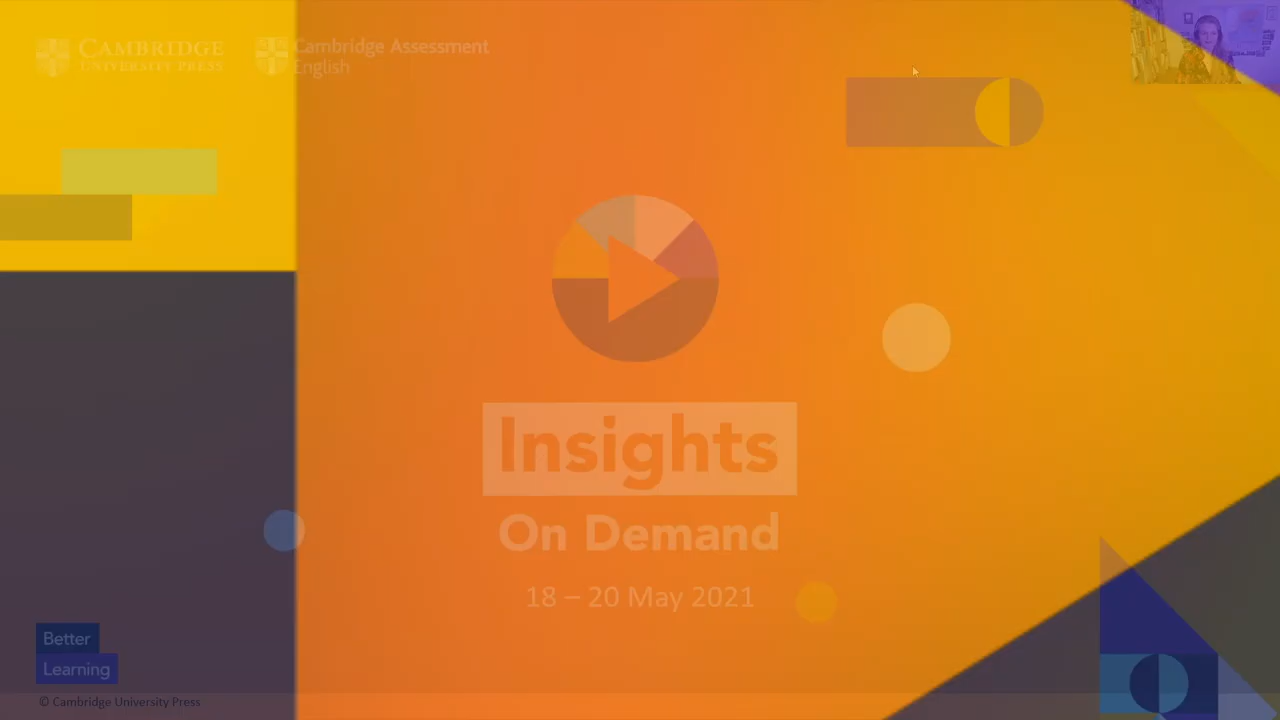 CAMBRIDGE
UNIVERSITY PRESS
Cambridge Assessment
English
Insights
On Demand
18 – 20 May 2021
Better
Learning
© Cambridge University Press